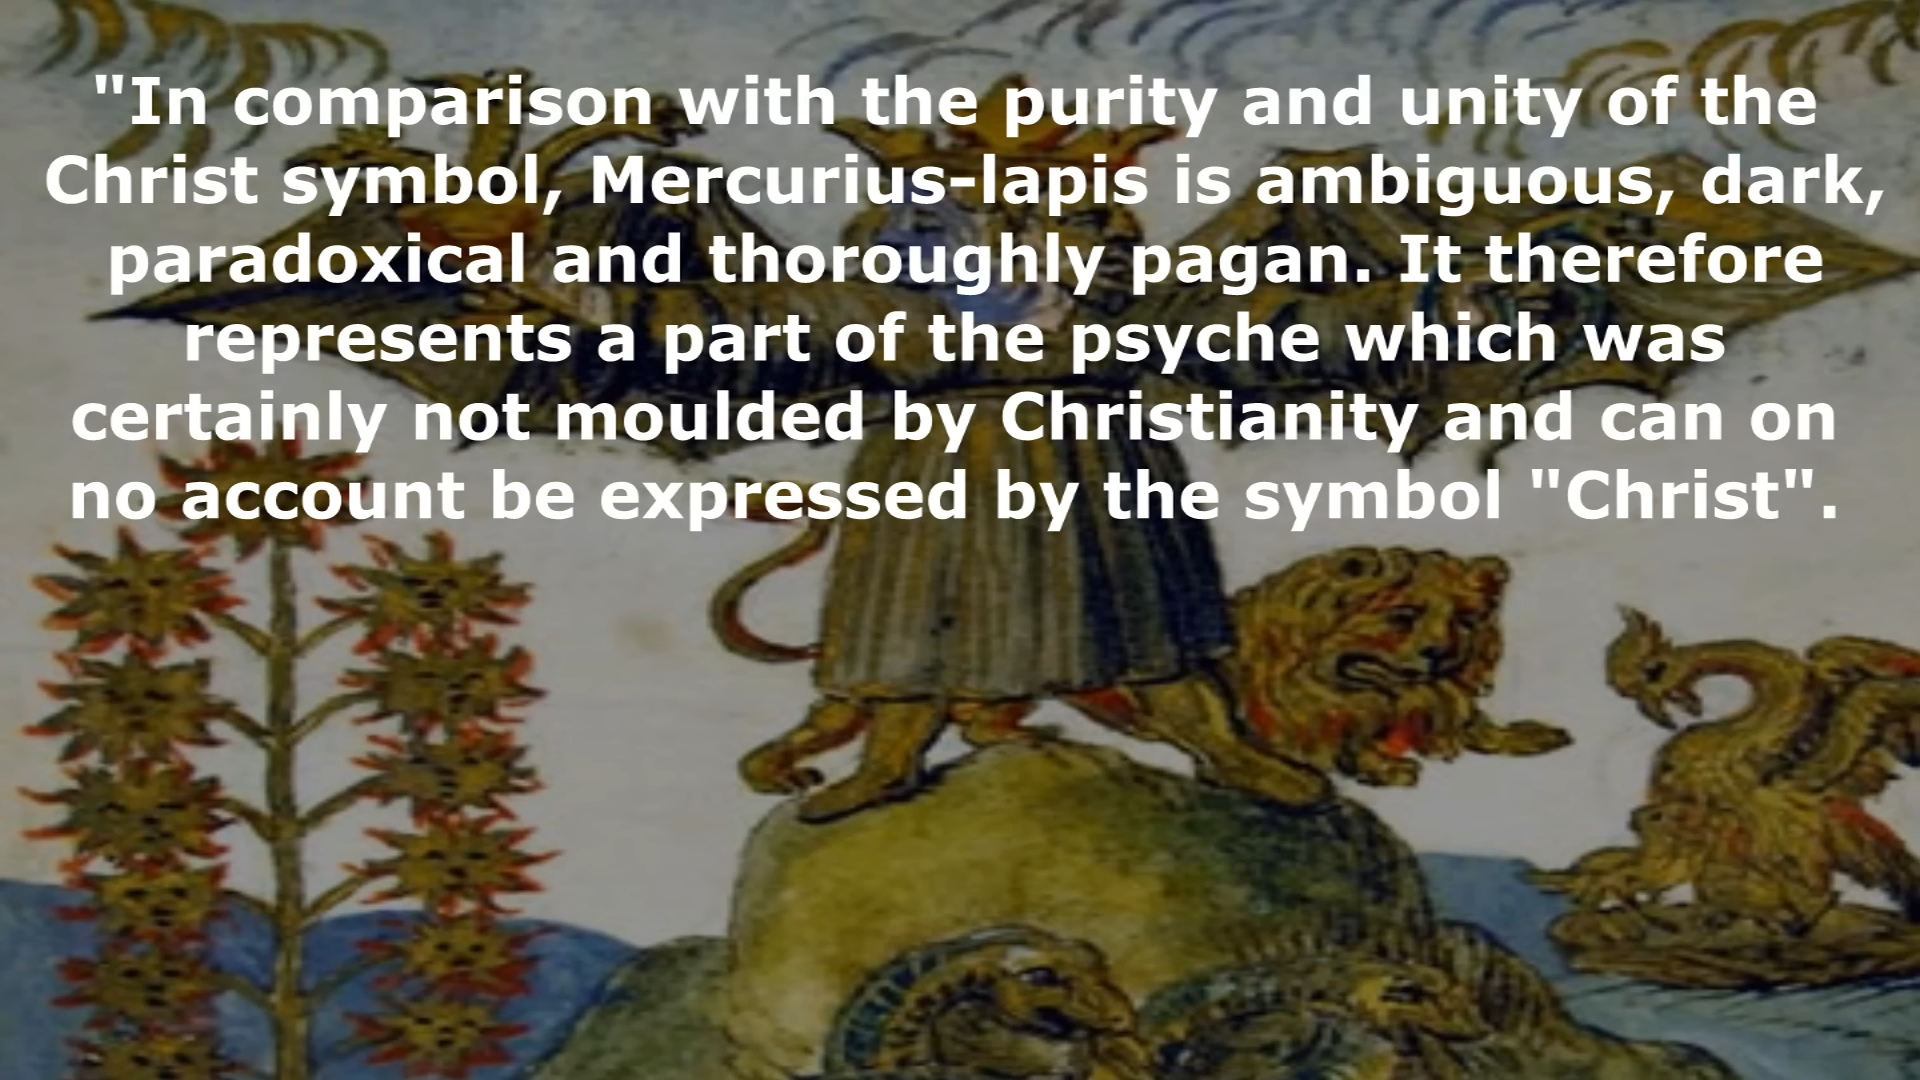 "In comparison with the purity and unity of the
Christ symbol, Mercurius-lapis is ambiguous, dark,
paradoxical and thoroughly pagan. It therefore
represents a part of the psyche which was
certainly not moulded by Christianity and can on
no account be expressed by the symbol "Christ".